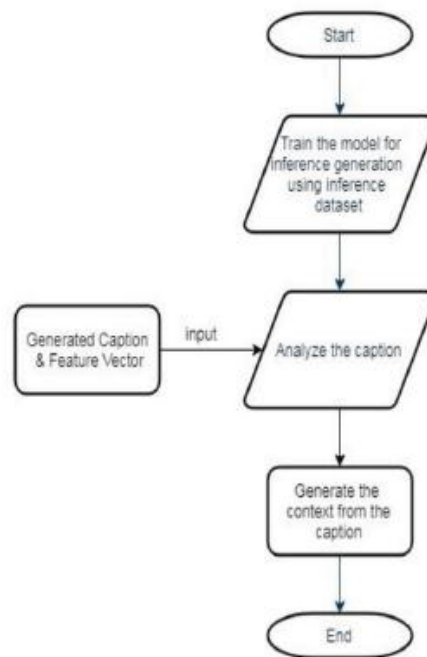 Start
Train the model for
inference generation
using inference
dataset
Generated Caption
& Feature Vector
input
Analyze the caption
Generate the
context from the
caption
End